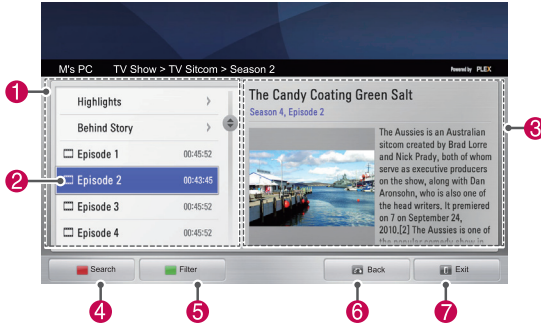 M's PC TV Show > TV Sitcom > Season 2
Powered by PLEX
1
Highlights >
Behind Story >
Episode 1 00:45:52
2
Episode 2 00:43:45
Episode 3 00:45:52
Episode 4 00:45:52
The Candy Coating Green Salt
Season 4, Episode 2
3
The Aussies is an Australian
sitcom created by Brad Lorre
and Nick Prady, both of whom
serve as executive producers
on the show, along with Dan
Aronsohn, who is also one of
the head writers. It premiered
on 7 on September 24,
2010.[2] The Aussies is one of
the popular comedy show in
Search
Filter
Back
Exit
4
5
6
7